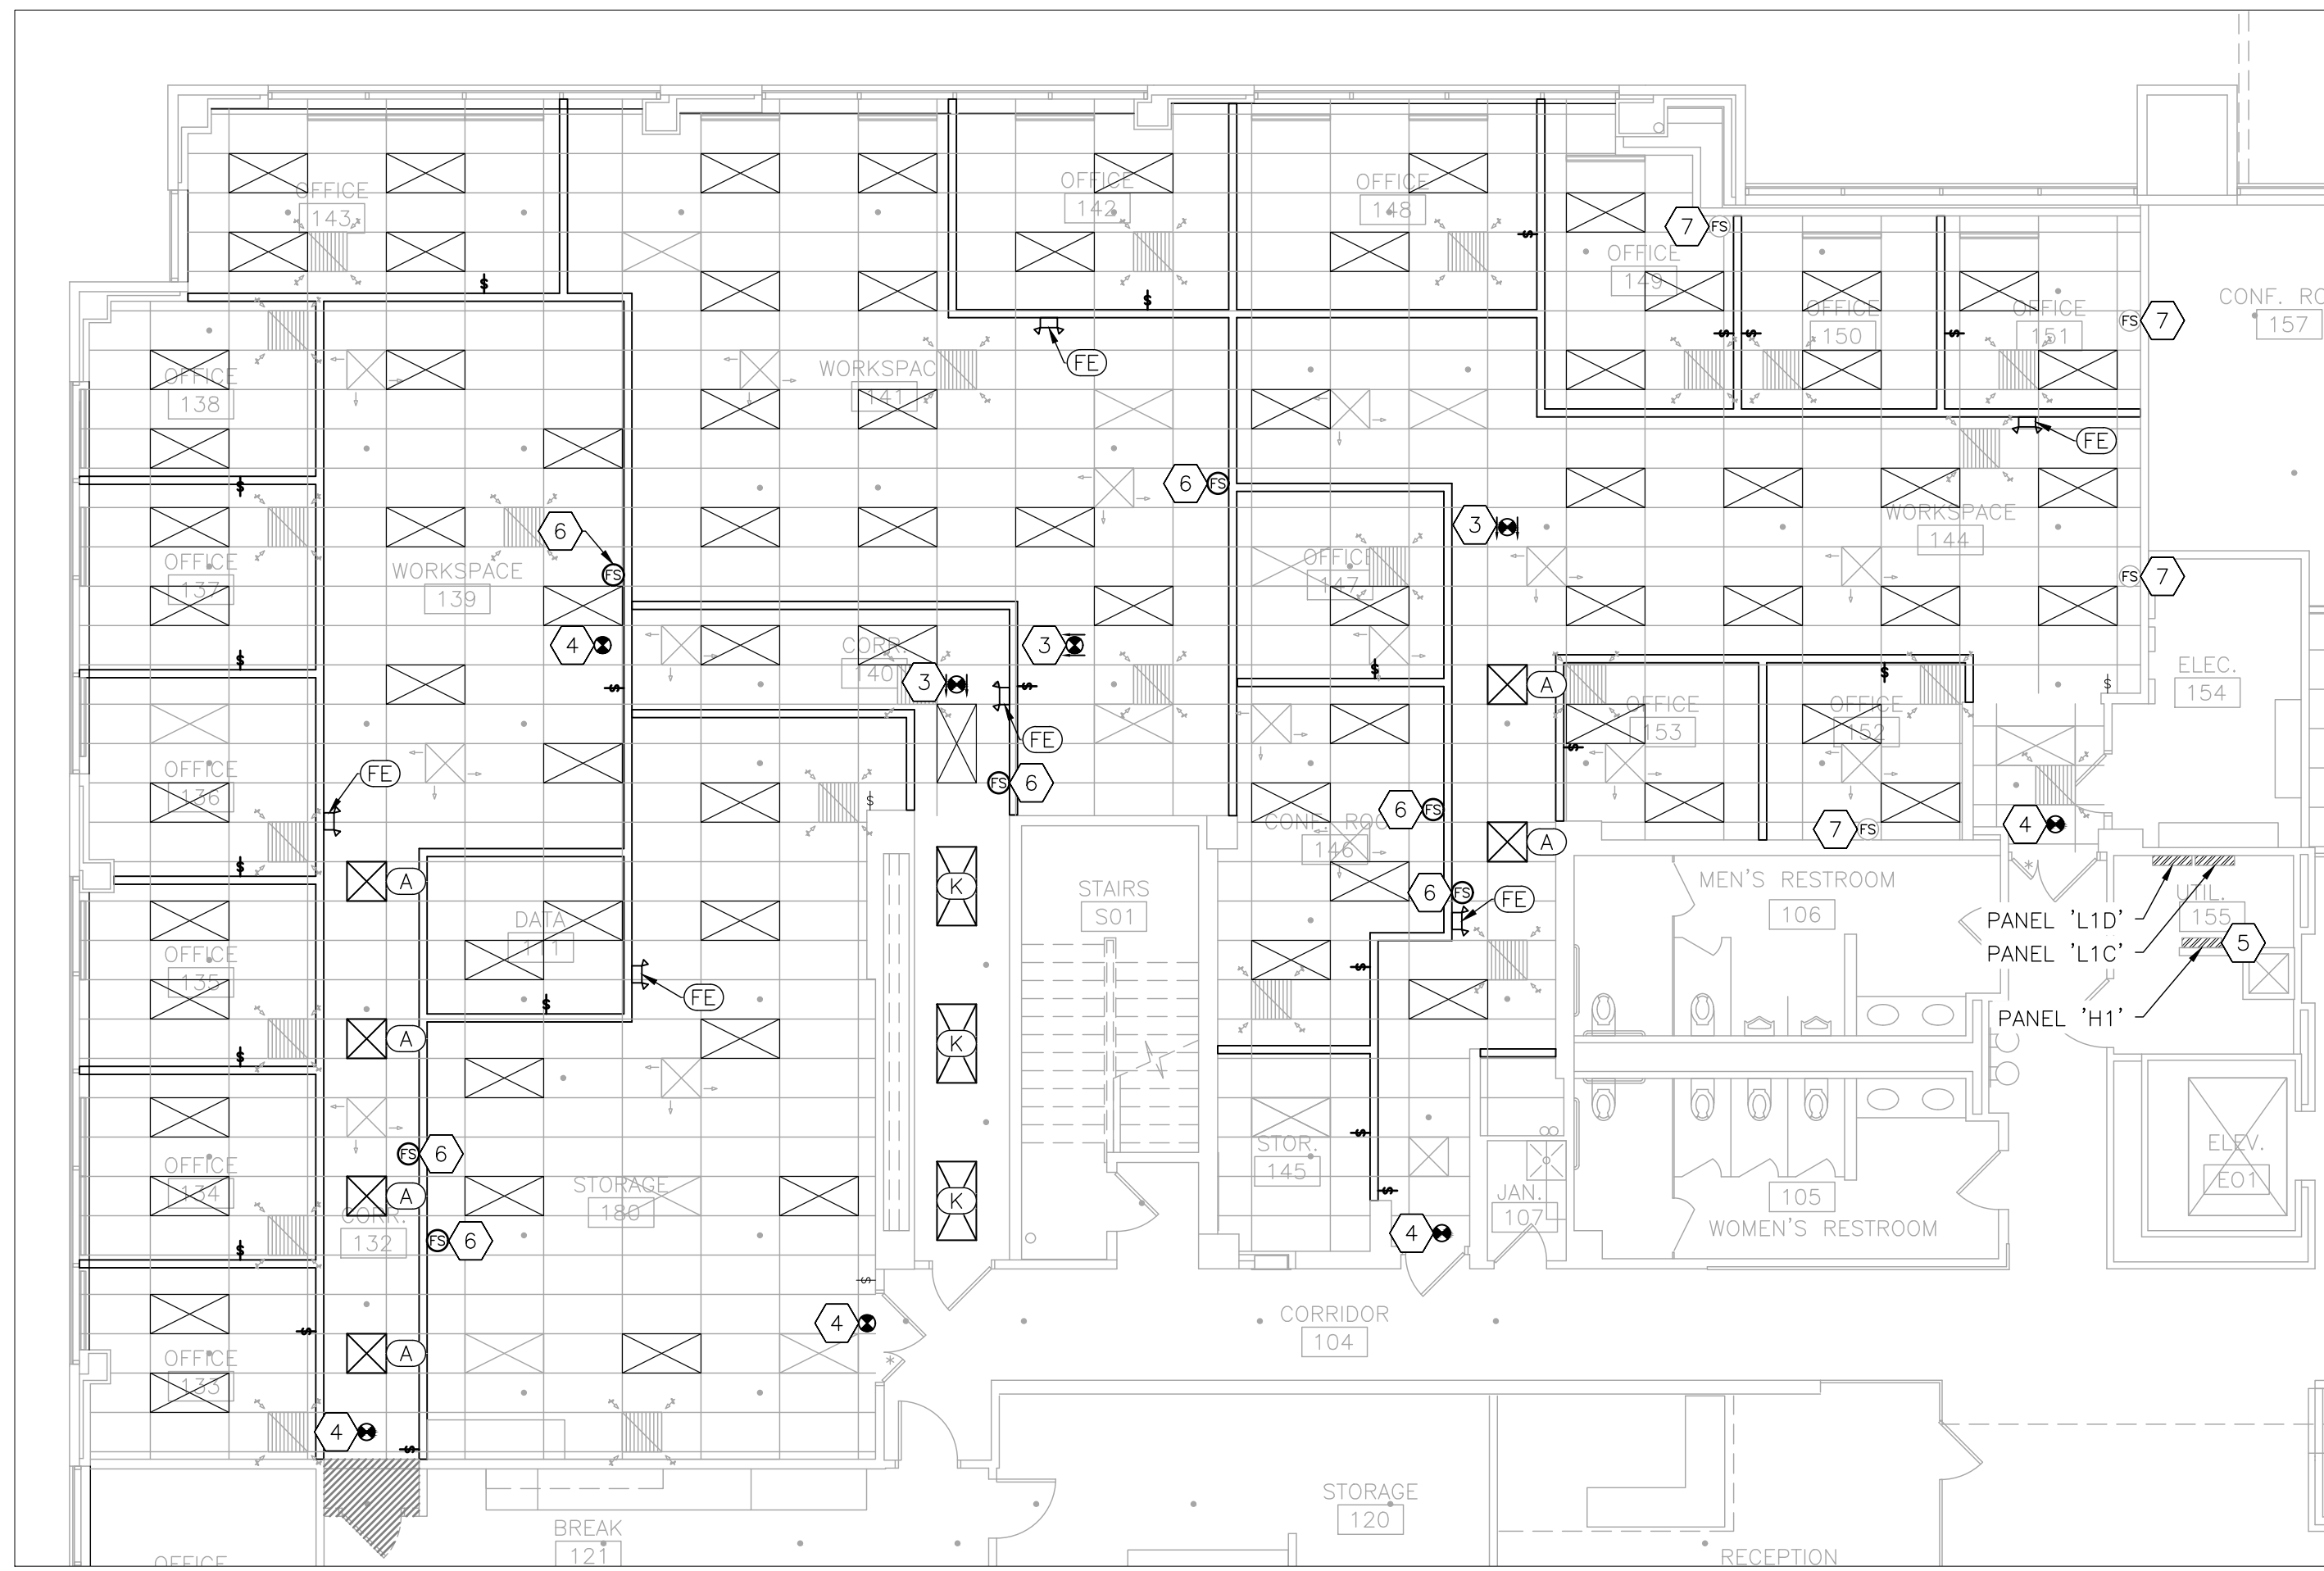 OFFICE
143
OFFICE
142
OFFICE
148
7
FS
OFFICE
149
OFFICE
150
OFFICE
151
FS
7
CONF. RO
157
$
$
$
$
$
$
FE
WORKSPAC
141
OFFICE
138
FE
6
FS
$
3
WORKSPACE
144
6
FS
OFFICE
137
WORKSPACE
139
OFFICE
147
FS
7
4
3
CORR.
140
3
$
$
$
$
$
A
OFFICE
153
OFFICE
152
$
ELEC.
154
$
FE
FE
OFFICE
136
FS
6
6
FS
CONF. ROO
146
A
7
FS
4
$
$
A
K
STAIRS
S01
6
FS
FE
MEN'S RESTROOM
106
*
UTIL.
155
PANEL 'L1D'
PANEL 'L1C'
5
DATA
111
OFFICE
135
FE
$
$
PANEL 'H1'
A
K
$
FS
6
OFFICE
134
A
STORAGE
180
K
STOR.
145
$
JAN.
107
105
WOMEN'S RESTROOM
ELEV.
E01
CORR.
132
FS
6
$
$
4
$
4
CORRIDOR
104
$
OFFICE
133
A
*
4
$
STORAGE
120
BREAK
121
OFFICE
RECEPTION